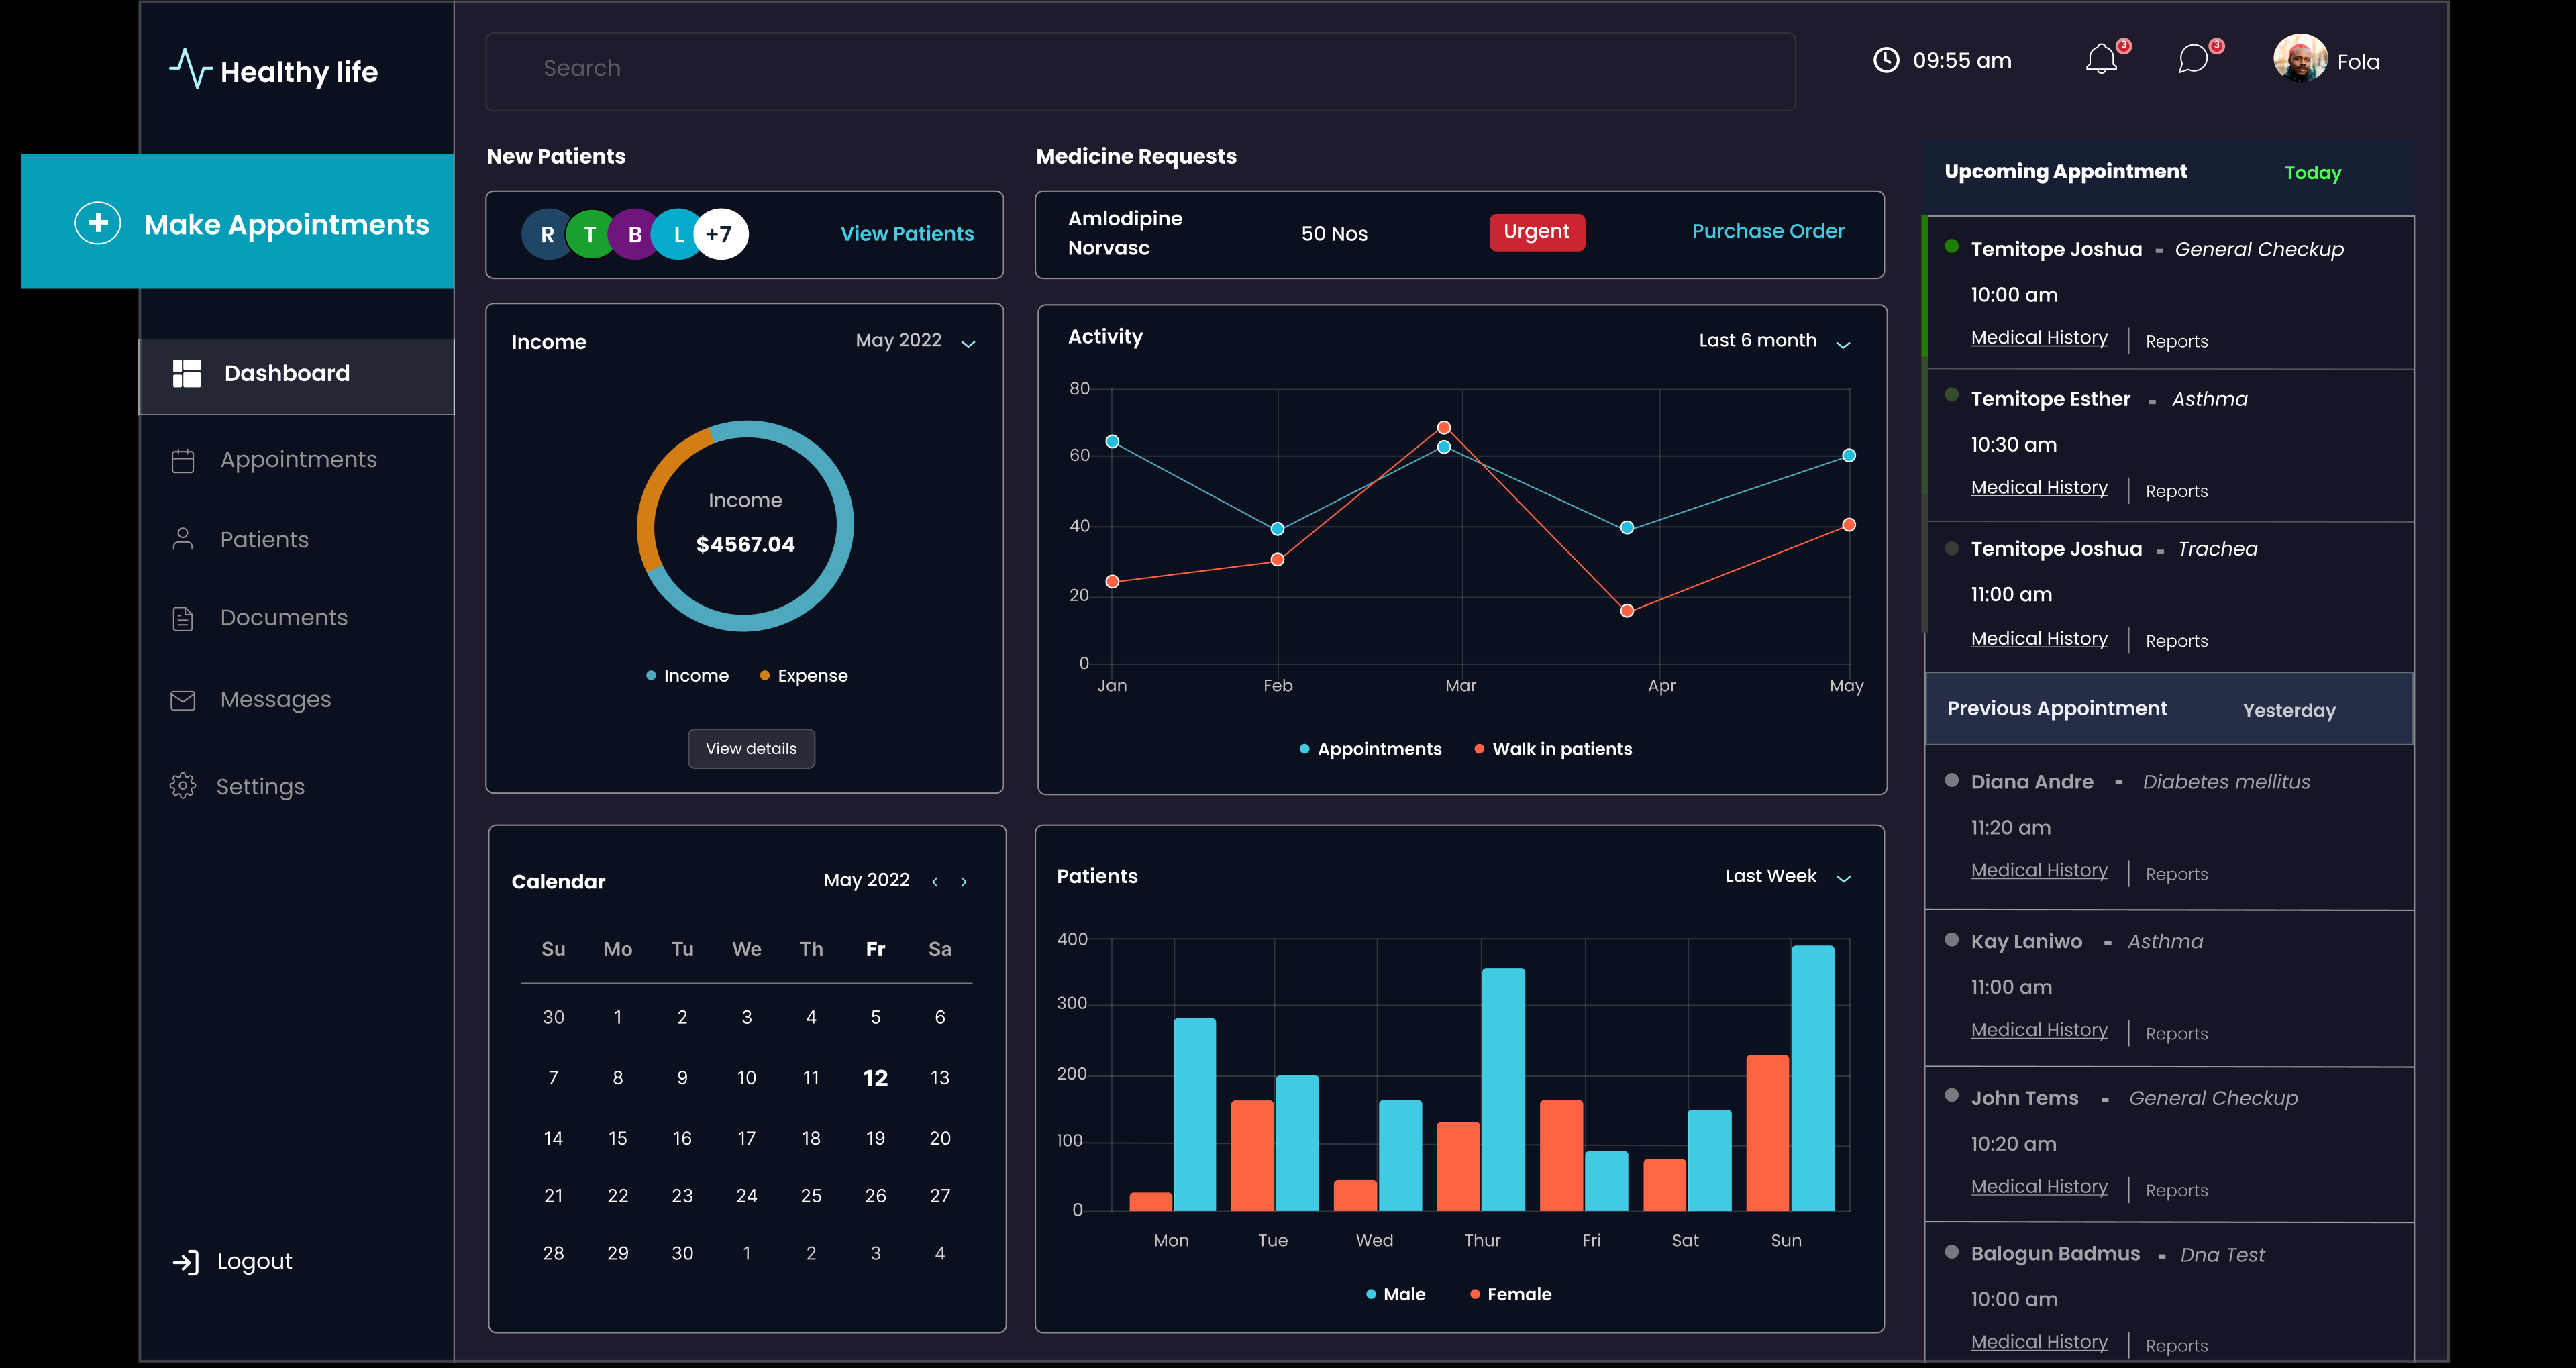 Healthy life
Search
09:55 am
3
3
Fola
Make Appointments
Dashboard
Appointments
Patients
Documents
Messages
Settings
Logout
New Patients
R T B L +7
View Patients
Medicine Requests
Amlodipine
Norvasc
50 Nos
Urgent
Purchase Order
Income
May 2022
Income
$4567.04
Income Expense
View details
Activity
Last 6 month
80
60
40
20
0
Jan Feb Mar Apr May
Appointments Walk in patients
Calendar
May 2022
Su Mo Tu We Th Fr Sa
30 1 2 3 4 5 6
7 8 9 10 11 12 13
14 15 16 17 18 19 20
21 22 23 24 25 26 27
28 29 30 1 2 3 4
Patients
Last Week
400
300
200
100
0
Mon Tue Wed Thur Fri Sat Sun
Male Female
Upcoming Appointment Today
Temitope Joshua - General Checkup
10:00 am
Medical History | Reports
Temitope Esther - Asthma
10:30 am
Medical History | Reports
Temitope Joshua - Trachea
11:00 am
Medical History | Reports
Previous Appointment Yesterday
Diana Andre - Diabetes mellitus
11:20 am
Medical History | Reports
Kay Laniwo - Asthma
11:00 am
Medical History | Reports
John Tems - General Checkup
10:20 am
Medical History | Reports
Balogun Badmus - Dna Test
10:00 am
Medical History | Reports